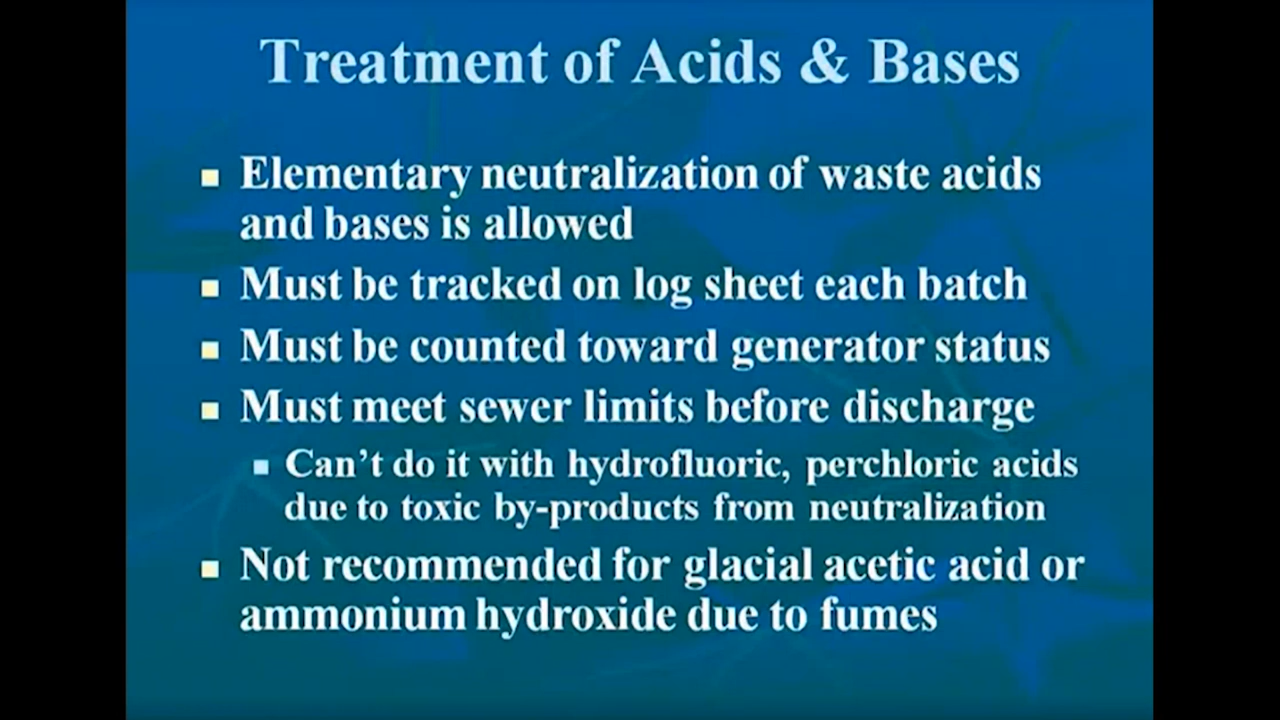 Treatment of Acids & Bases
Elementary neutralization of waste acids
and bases is allowed
Must be tracked on log sheet each batch
Must be counted toward generator status
Must meet sewer limits before discharge
Can't do it with hydrofluoric, perchloric acids
due to toxic by-products from neutralization
Not recommended for glacial acetic acid or
ammonium hydroxide due to fumes